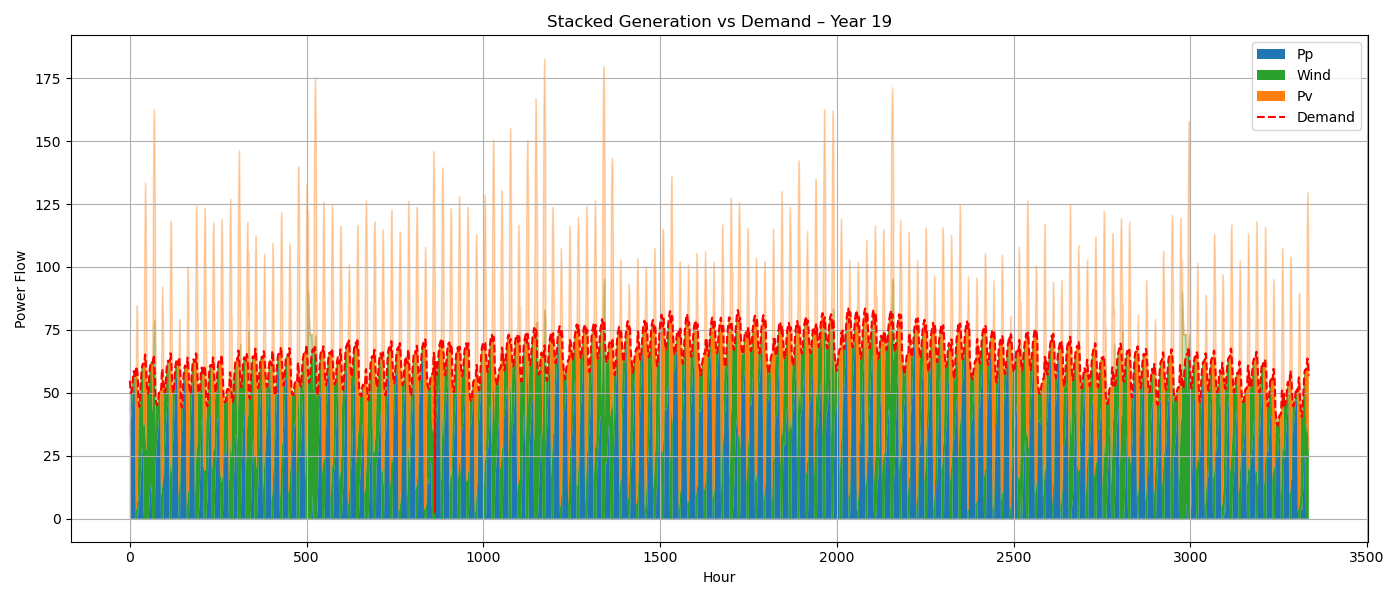 Stacked Generation vs Demand – Year 19
Pp
Wind
Pv
Demand
Power Flow
175
150
125
100
75
50
25
0
0 500 1000 1500 2000 2500 3000 3500
Hour